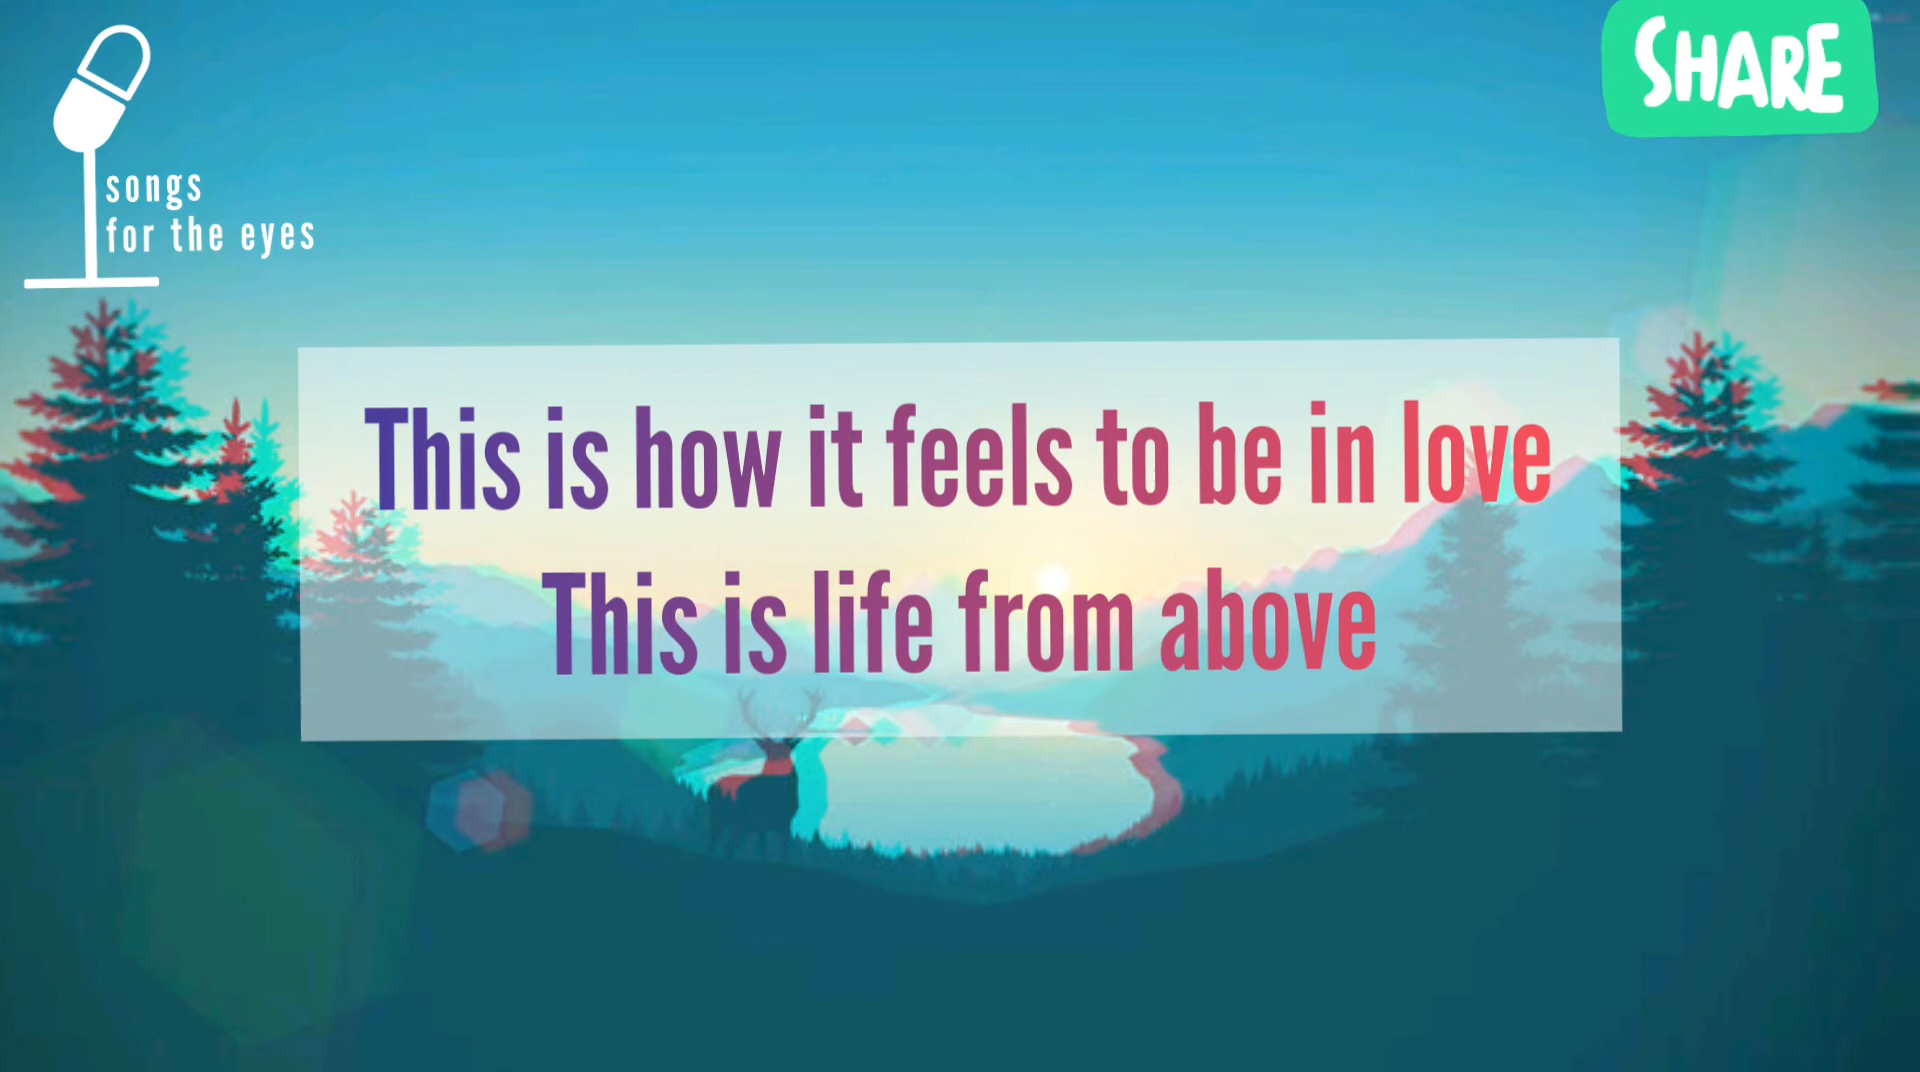 SHARE
songs
for the eyes
This is how it feels to be in love
This is life from above